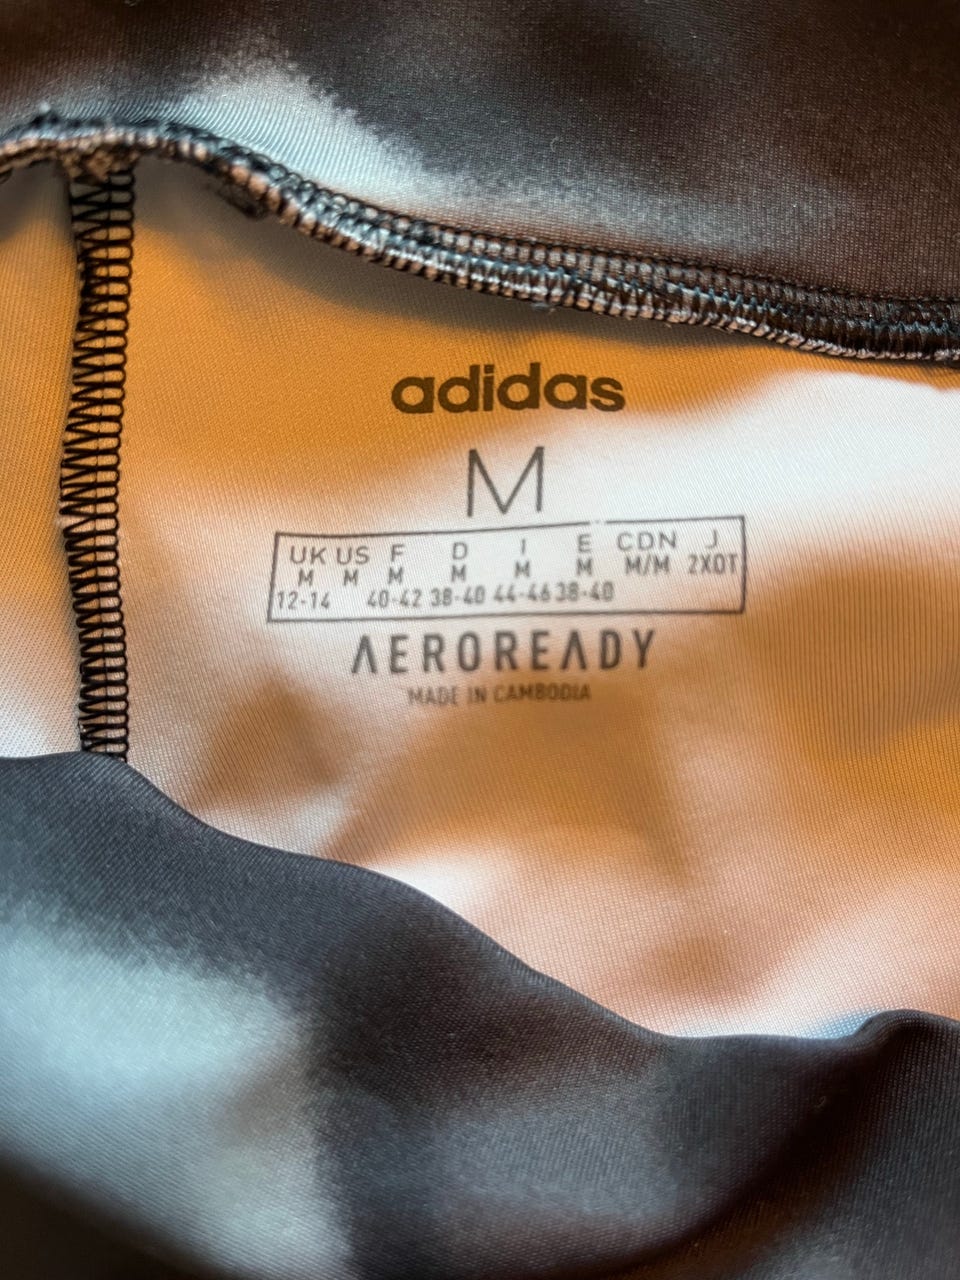 adidas
M
UK US F D I E CDN J
M M M M M M M/M 2XOT
12-14 40-42 38-40 44-46 38-40
AEROREADY
MADE IN CAMBODIA